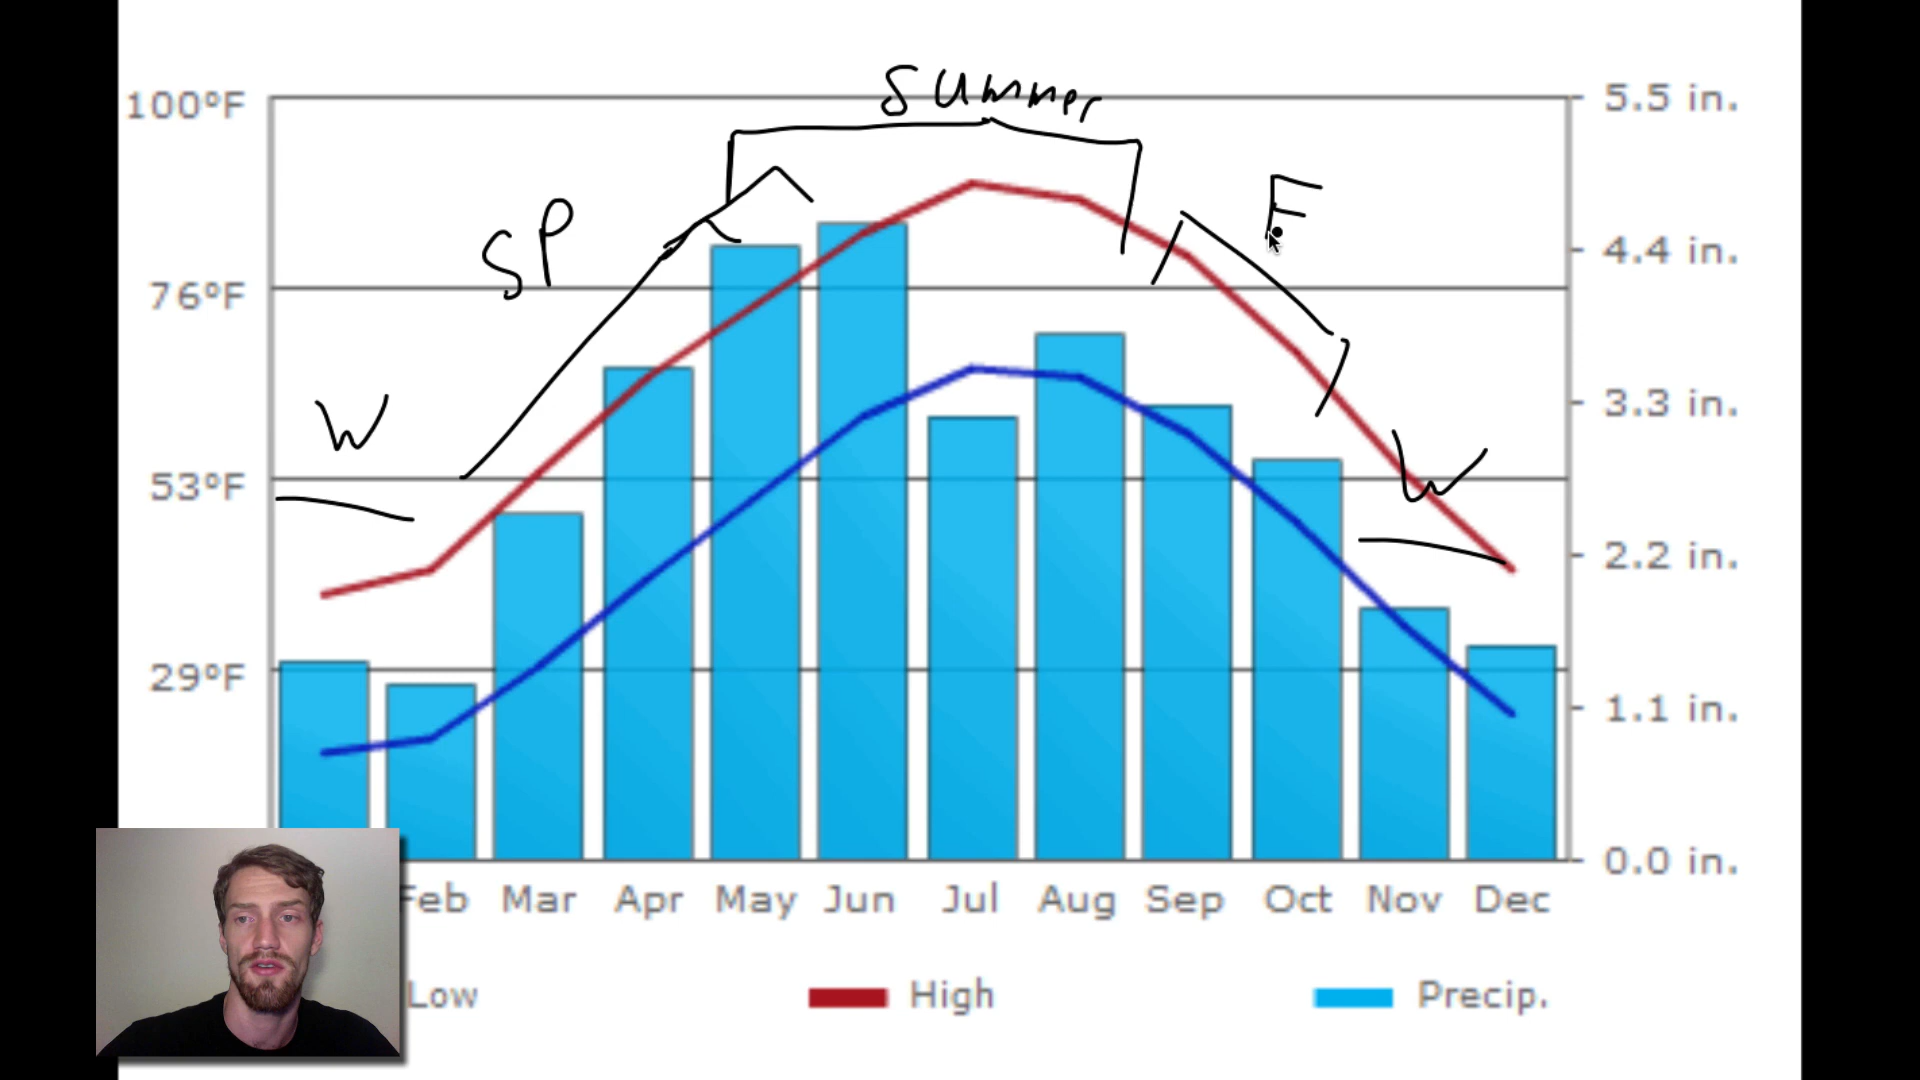 Summer
100°F
5.5 in.
SP
F
76°F
4.4 in.
W
53°F
3.3 in.
W
2.2 in.
29°F
1.1 in.
0.0 in.
Feb Mar Apr May Jun Jul Aug Sep Oct Nov Dec
Low High Precip.